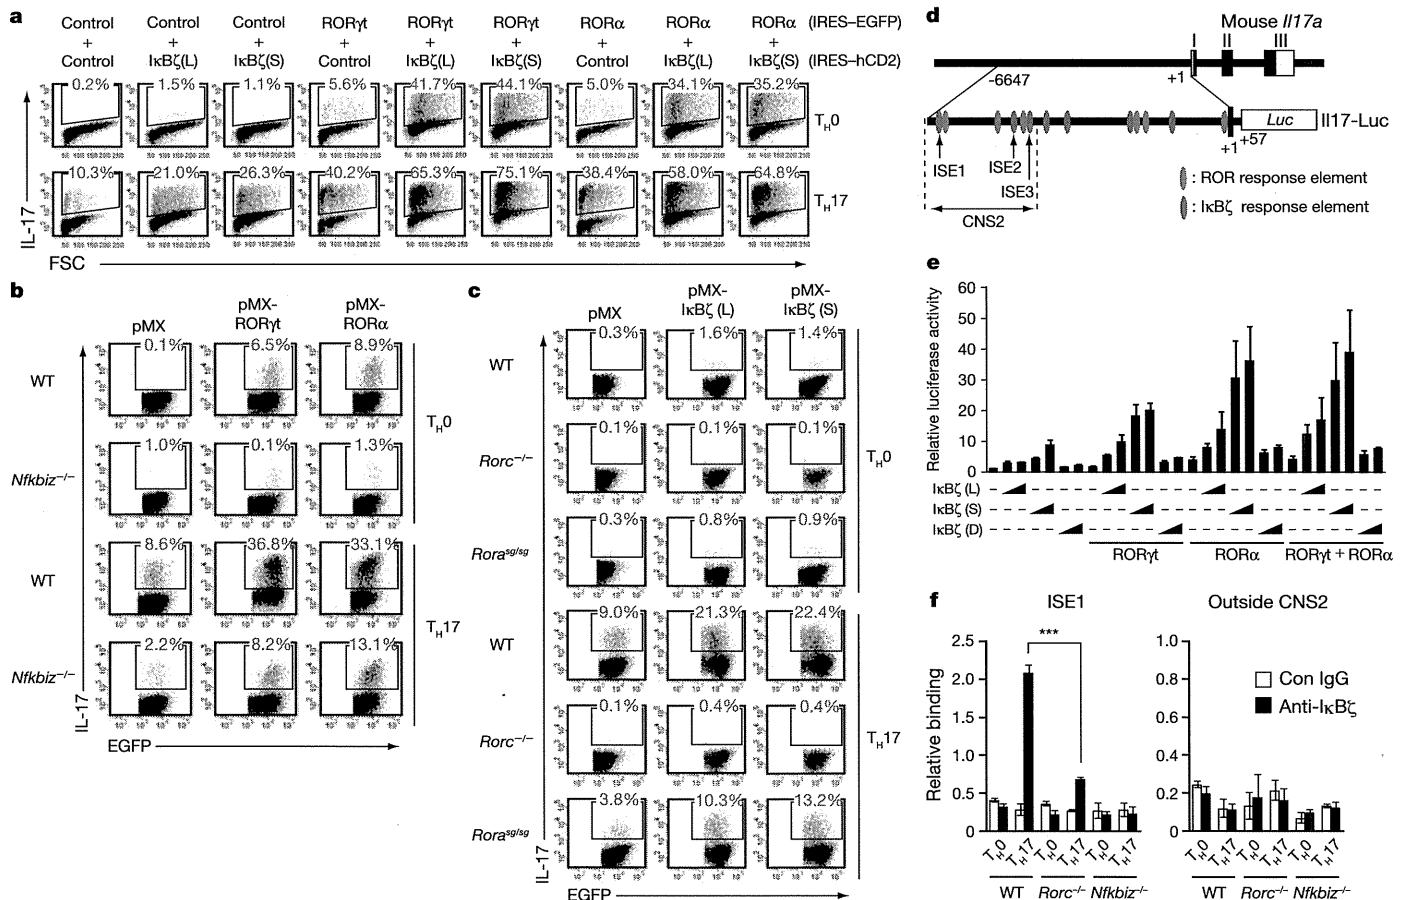 a
Control Control Control RORγt RORγt RORγt RORα RORα RORα (IRES–EGFP)
+ + + + + + + + +
Control IκBζ(L) IκBζ(S) Control IκBζ(L) IκBζ(S) Control IκBζ(L) IκBζ(S) (IRES–hCD2)
0.2% 1.5% 1.1% 5.6% 41.7% 44.1% 5.0% 34.1% 35.2%
TH0
10.3% 21.0% 26.3% 40.2% 65.3% 75.1% 38.4% 58.0% 64.8%
TH17
IL-17
FSC
b
pMX pMX-RORγt pMX-RORα
WT 0.1% 6.5% 8.9%
TH0
Nfkbiz–/– 1.0% 0.1% 1.3%
WT 8.6% 36.8% 33.1%
TH17
Nfkbiz–/– 2.2% 8.2% 13.1%
IL-17
EGFP
c
pMX pMX-IκBζ (L) pMX-IκBζ (S)
WT 0.3% 1.6% 1.4%
Rorc–/– 0.1% 0.1% 0.1%
TH0
Rorasg/sg 0.3% 0.8% 0.9%
WT 9.0% 21.3% 22.4%
Rorc–/– 0.1% 0.4% 0.4%
TH17
Rorasg/sg 3.8% 10.3% 13.2%
IL-17
EGFP
d
Mouse Il17a
I II III
-6647 +1
Luc Il17-Luc
+1 +57
ISE1 ISE2
ISE3
CNS2
: ROR response element
: IκBζ response element
e
Relative luciferase activity
60
50
40
30
20
10
0
IκBζ (L)
IκBζ (S)
IκBζ (D)
RORγt RORα RORγt + RORα
f
ISE1 Outside CNS2
Relative binding
2.5
2.0
1.5
1.0
0.5
0
***
1.0
0.8
0.6
0.4
0.2
0
Con IgG
Anti-IκBζ
TH0 TH17 TH0 TH17 TH0 TH17 TH0 TH17 TH0 TH17 TH0 TH17
WT Rorc–/– Nfkbiz–/– WT Rorc–/– Nfkbiz–/–